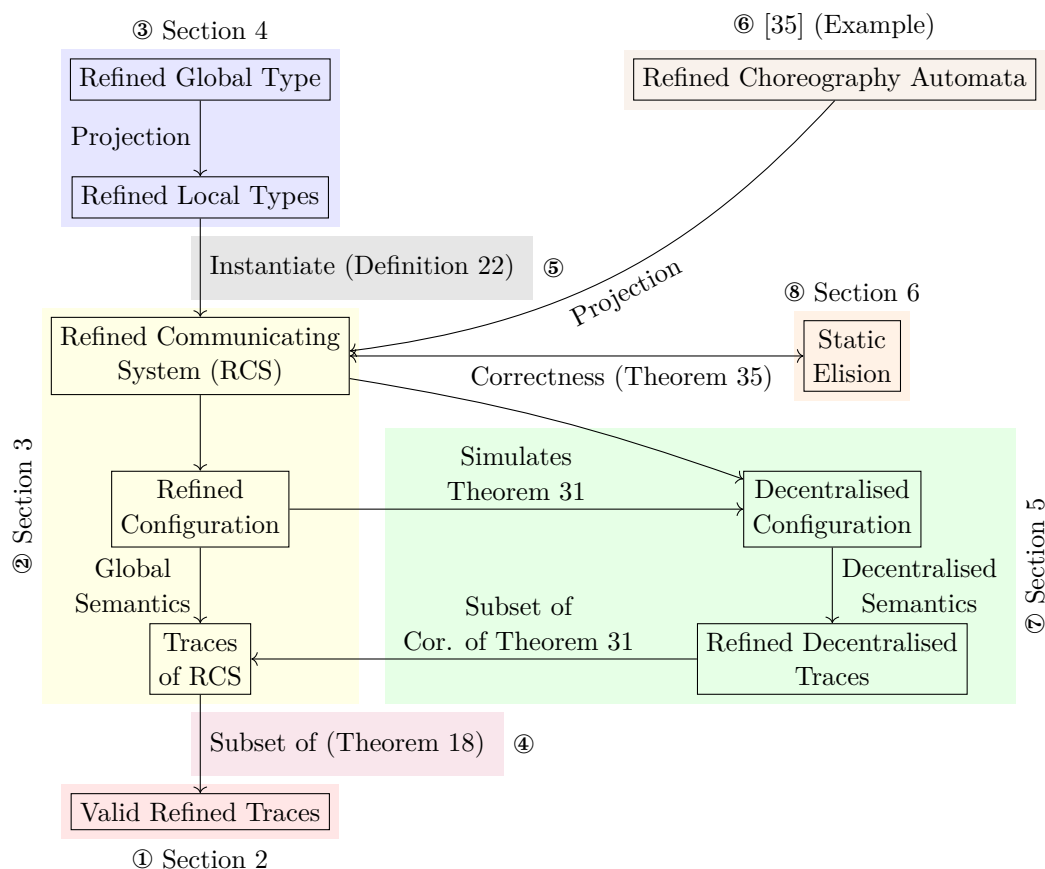 ③ Section 4
⑥ [35] (Example)
Refined Global Type
Refined Choreography Automata
Projection
Refined Local Types
Instantiate (Definition 22)
⑤
Projection
⑧ Section 6
Refined Communicating
System (RCS)
Static
Elision
Correctness (Theorem 35)
② Section 3
Simulates
Theorem 31
Refined
Configuration
Decentralised
Configuration
⑦ Section 5
Global
Semantics
Decentralised
Semantics
Subset of
Cor. of Theorem 31
Traces
of RCS
Refined Decentralised
Traces
Subset of (Theorem 18)
④
Valid Refined Traces
① Section 2